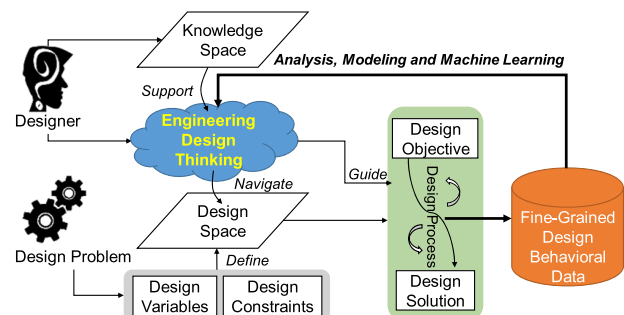 Knowledge
Space
Analysis, Modeling and Machine Learning
Support
Designer
Engineering
Design
Thinking
Navigate
Guide
Design
Objective
Design Process
Design
Space
Fine-Grained
Design
Behavioral
Data
Design Problem
Define
Design
Variables
Design
Constraints
Design
Solution